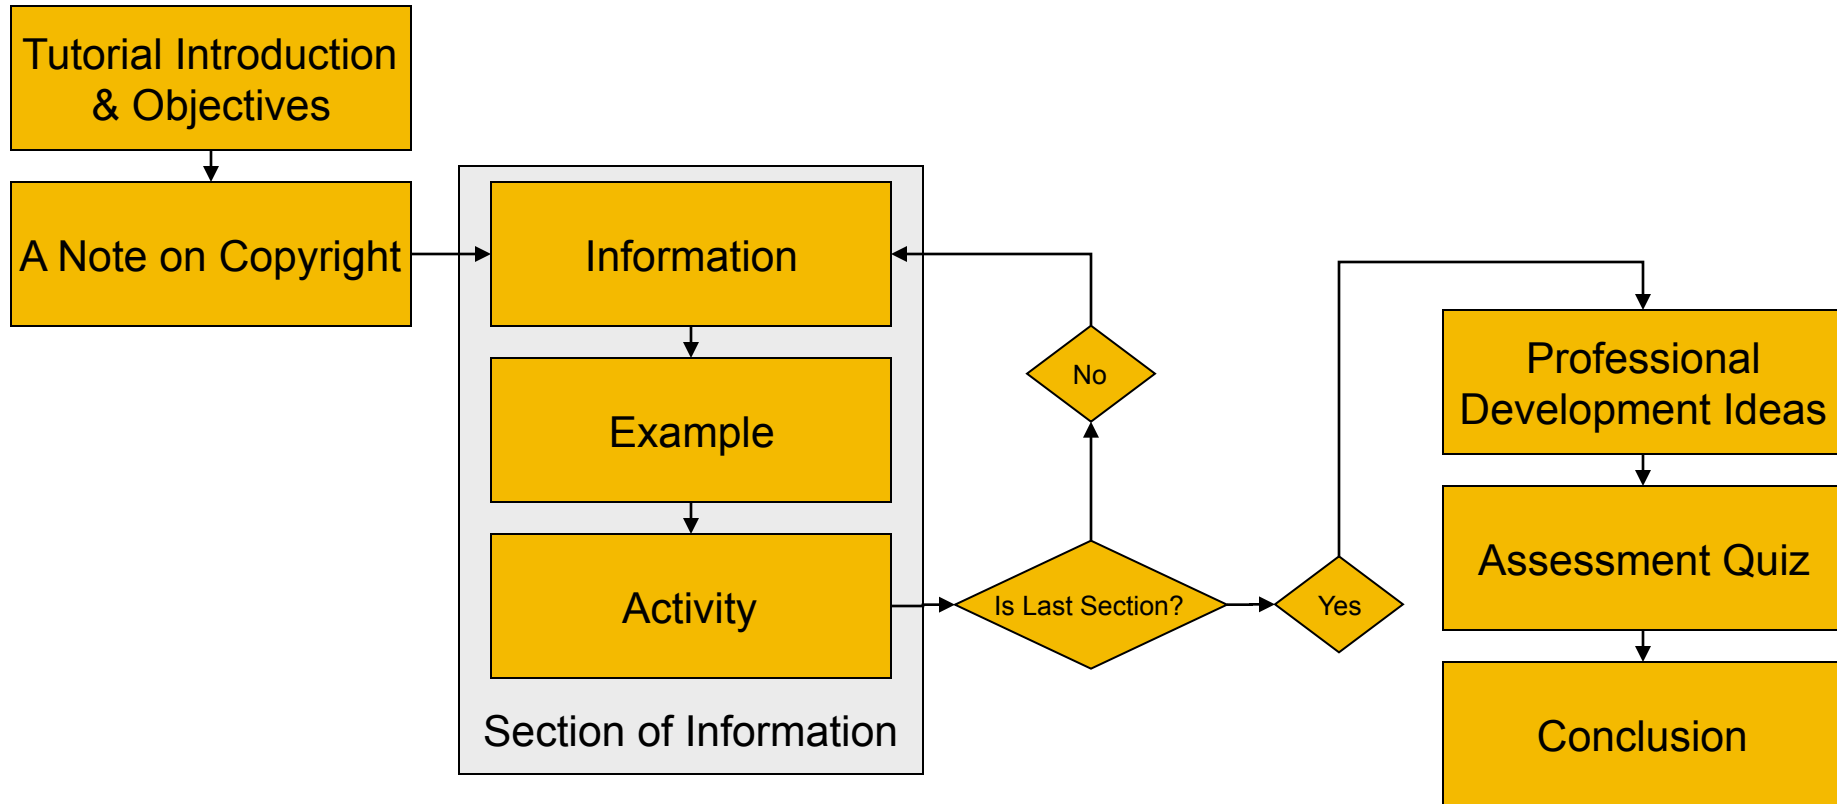 Tutorial Introduction
& Objectives
A Note on Copyright
Information
Example
Activity
Section of Information
No
Is Last Section?
Yes
Professional
Development Ideas
Assessment Quiz
Conclusion